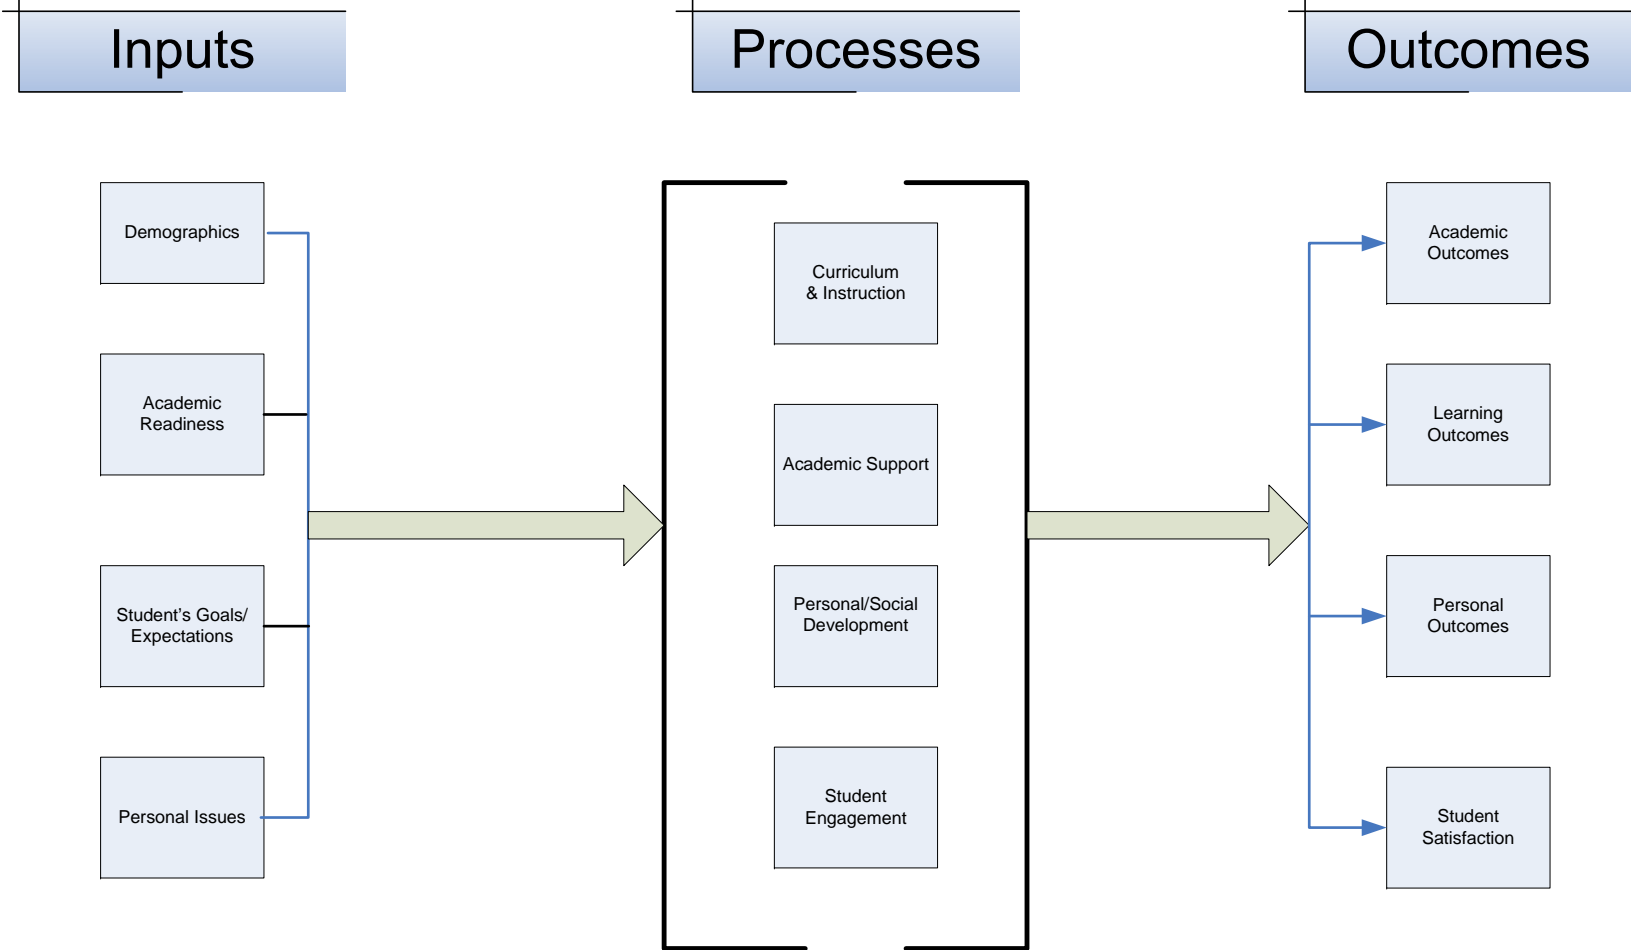 Inputs
Processes
Outcomes
Demographics
Academic
Readiness
Student’s Goals/
Expectations
Personal Issues
Curriculum
& Instruction
Academic Support
Personal/Social
Development
Student
Engagement
Academic
Outcomes
Learning
Outcomes
Personal
Outcomes
Student
Satisfaction